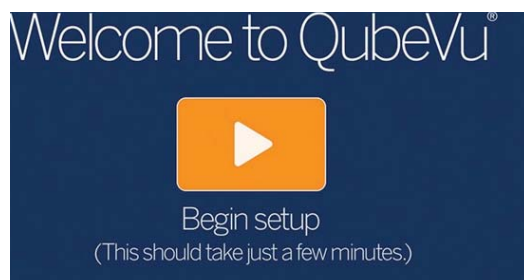 Welcome to QubeVu®
Begin setup
(This should take just a few minutes.)